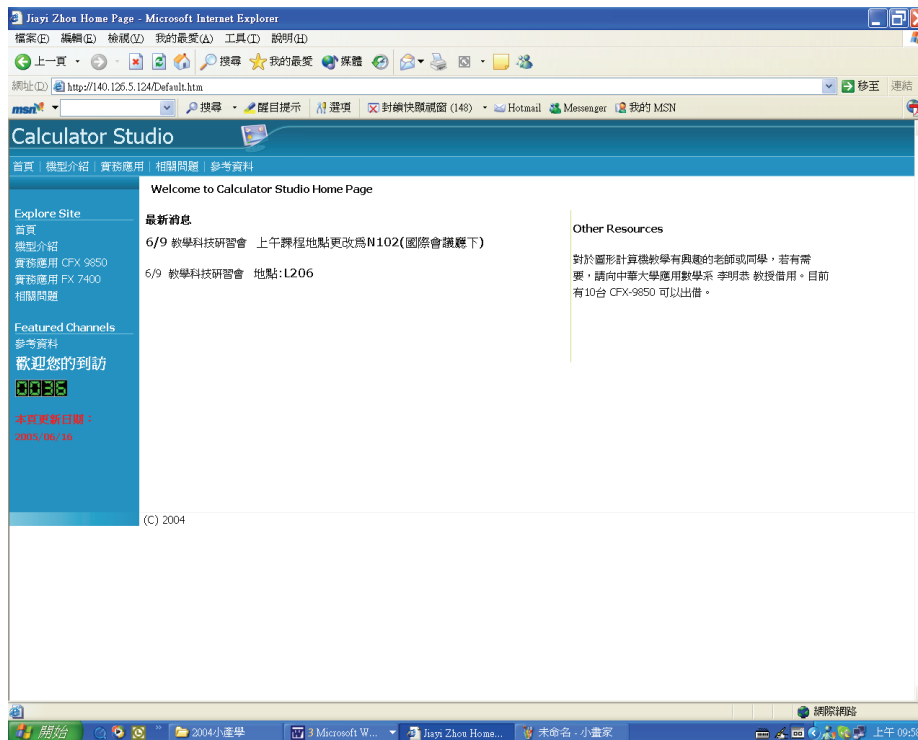 Jiayi Zhou Home Page - Microsoft Internet Explorer
檔案(F) 編輯(E) 檢視(V) 我的最愛(A) 工具(T) 說明(H)
上一頁 搜尋 我的最愛 媒體
網址(D) http://140.126.5.124/Default.htm 移至 連結
msn 搜尋 醒目提示 選項 封鎖快顯視窗 (148) Hotmail Messenger 我的 MSN
Calculator Studio
首頁 | 機型介紹 | 實務應用 | 相關問題 | 參考資料
Welcome to Calculator Studio Home Page
Explore Site
首頁
機型介紹
實務應用 CFX 9850
實務應用 FX 7400
相關問題
Featured Channels
參考資料
歡迎您的到訪
0036
本頁更新日期：
2005/06/16
最新消息
6/9 教學科技研習會 上午課程地點更改為N102(國際會議廳下)
6/9 教學科技研習會 地點:L206
Other Resources
對於圖形計算機教學有興趣的老師或同學，若有需
要，請向中華大學應用數學系 李明恭 教授借用。目前
有10台 CFX-9850 可以出借。
(C) 2004
網際網路
開始 2004小產學 3 Microsoft W... Jiayi Zhou Home... 未命名 - 小畫家 上午 09:5